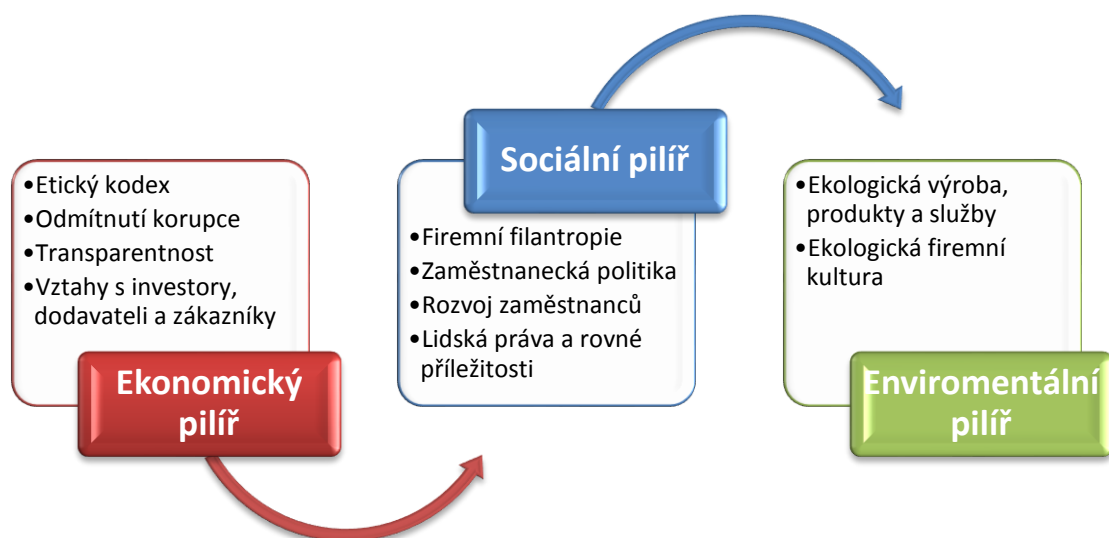 •Etický kodex
•Odmítnutí korupce
•Transparentnost
•Vztahy s investory,
dodavateli a zákazníky
Ekonomický
pilíř
Sociální pilíř
•Firemní filantropie
•Zaměstnanecká politika
•Rozvoj zaměstnanců
•Lidská práva a rovné
příležitosti
•Ekologická výroba,
produkty a služby
•Ekologická firemní
kultura
Enviromentální
pilíř